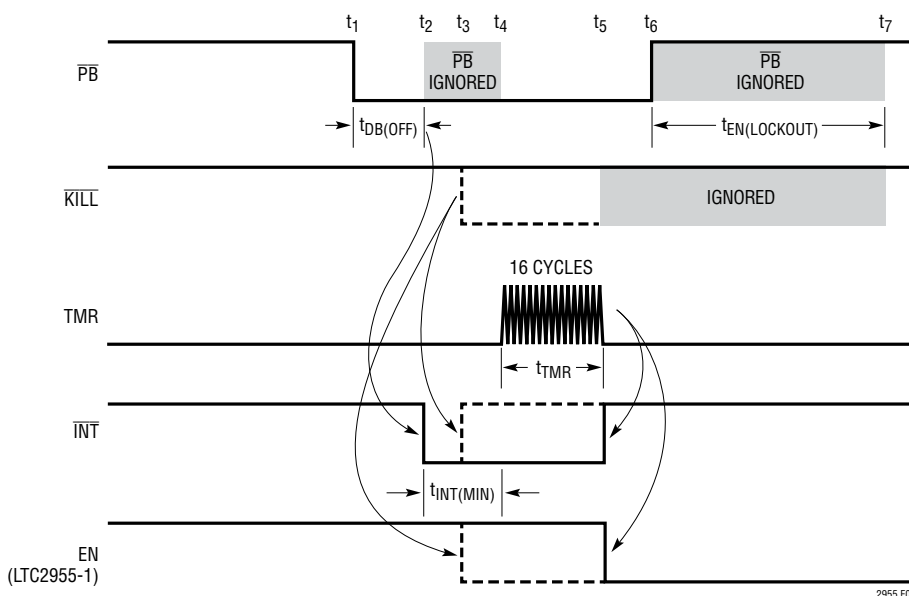 t1 t2 t3 t4 t5 t6 t7
PB
PB
IGNORED
PB
IGNORED
tDB(OFF)
tEN(LOCKOUT)
KILL
IGNORED
16 CYCLES
TMR
tTMR
INT
tINT(MIN)
EN
(LTC2955-1)